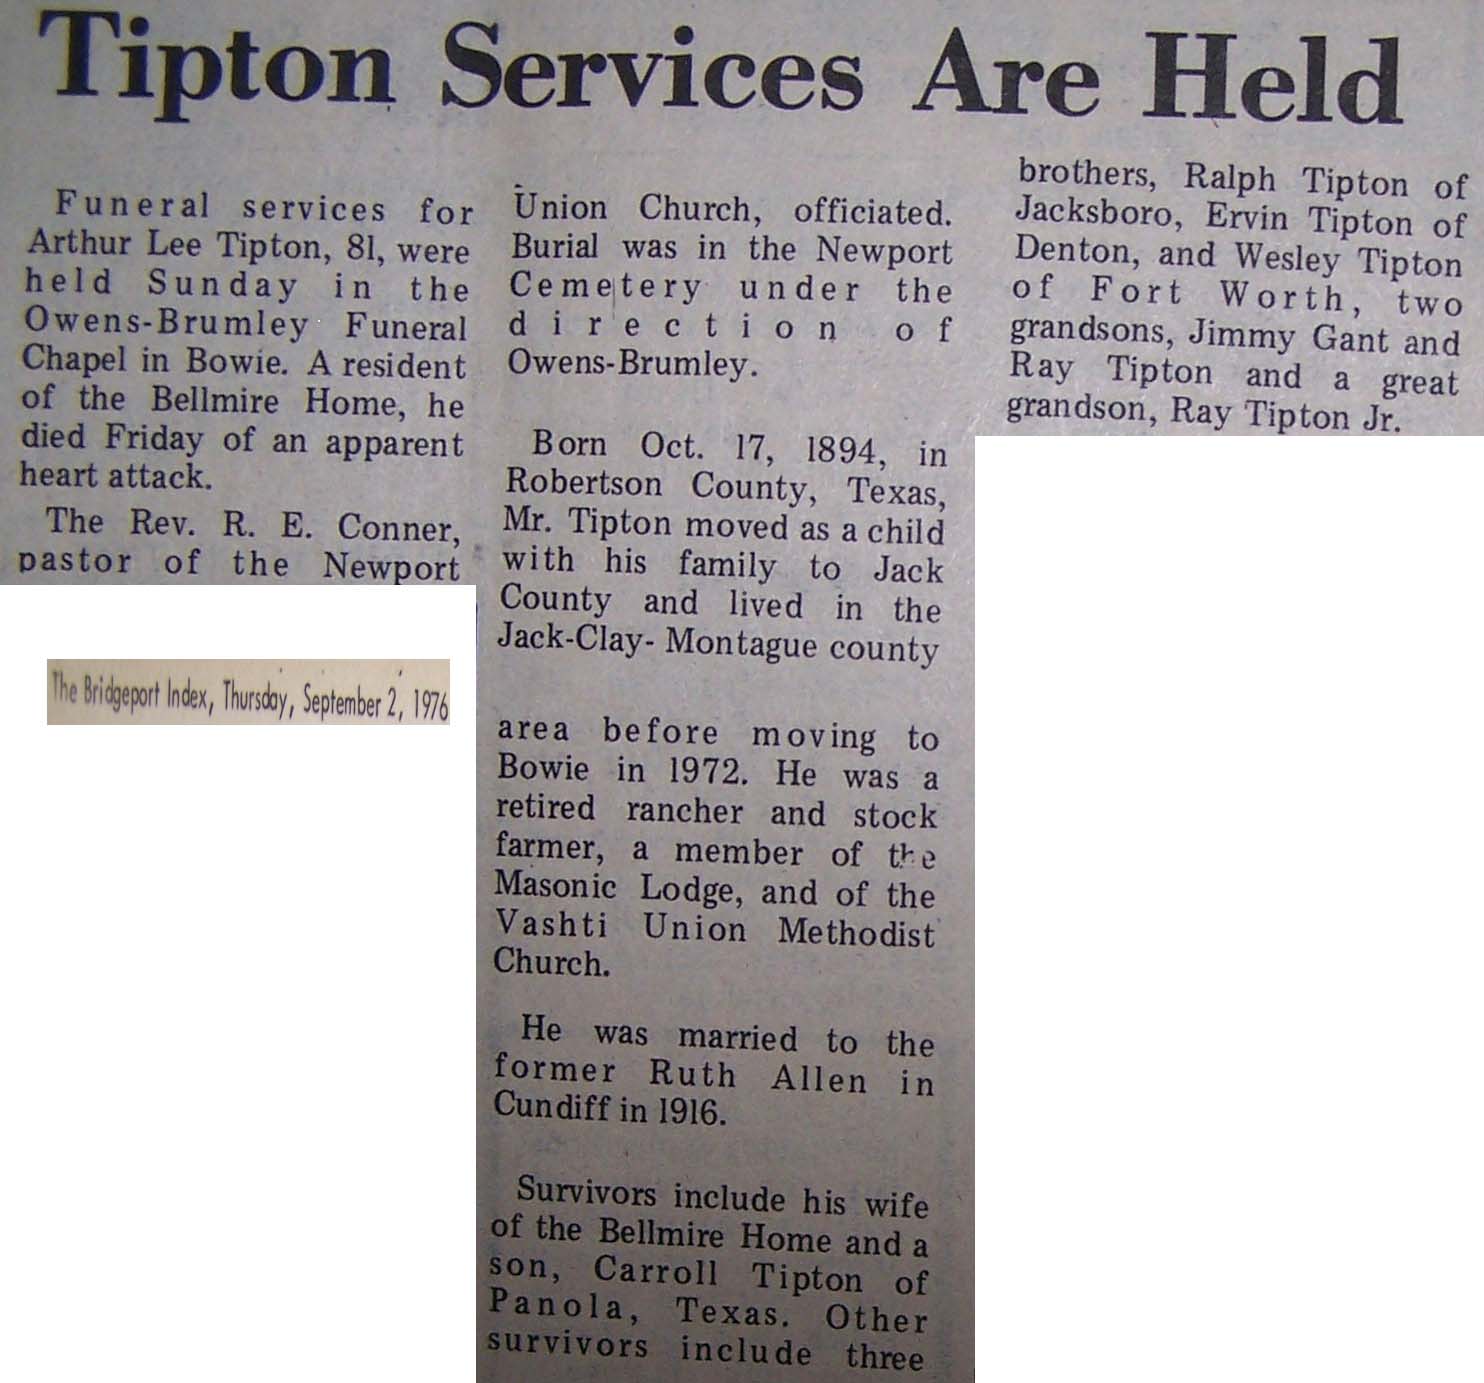 Tipton Services Are Held
Funeral services for
Arthur Lee Tipton, 81, were
held Sunday in the
Owens-Brumley Funeral
Chapel in Bowie. A resident
of the Bellmire Home, he
died Friday of an apparent
heart attack.
The Rev. R. E. Conner,
pastor of the Newport
Union Church, officiated.
Burial was in the Newport
Cemetery under the
direction of
Owens-Brumley.
Born Oct. 17, 1894, in
Robertson County, Texas,
Mr. Tipton moved as a child
with his family to Jack
County and lived in the
Jack-Clay- Montague county
area before moving to
Bowie in 1972. He was a
retired rancher and stock
farmer, a member of the
Masonic Lodge, and of the
Vashti Union Methodist
Church.
He was married to the
former Ruth Allen in
Cundiff in 1916.
Survivors include his wife
of the Bellmire Home and a
son, Carroll Tipton of
Panola, Texas. Other
survivors include three
brothers, Ralph Tipton of
Jacksboro, Ervin Tipton of
Denton, and Wesley Tipton
of Fort Worth, two
grandsons, Jimmy Gant and
Ray Tipton and a great
grandson, Ray Tipton Jr.
The Bridgeport Index, Thursday, September 2, 1976